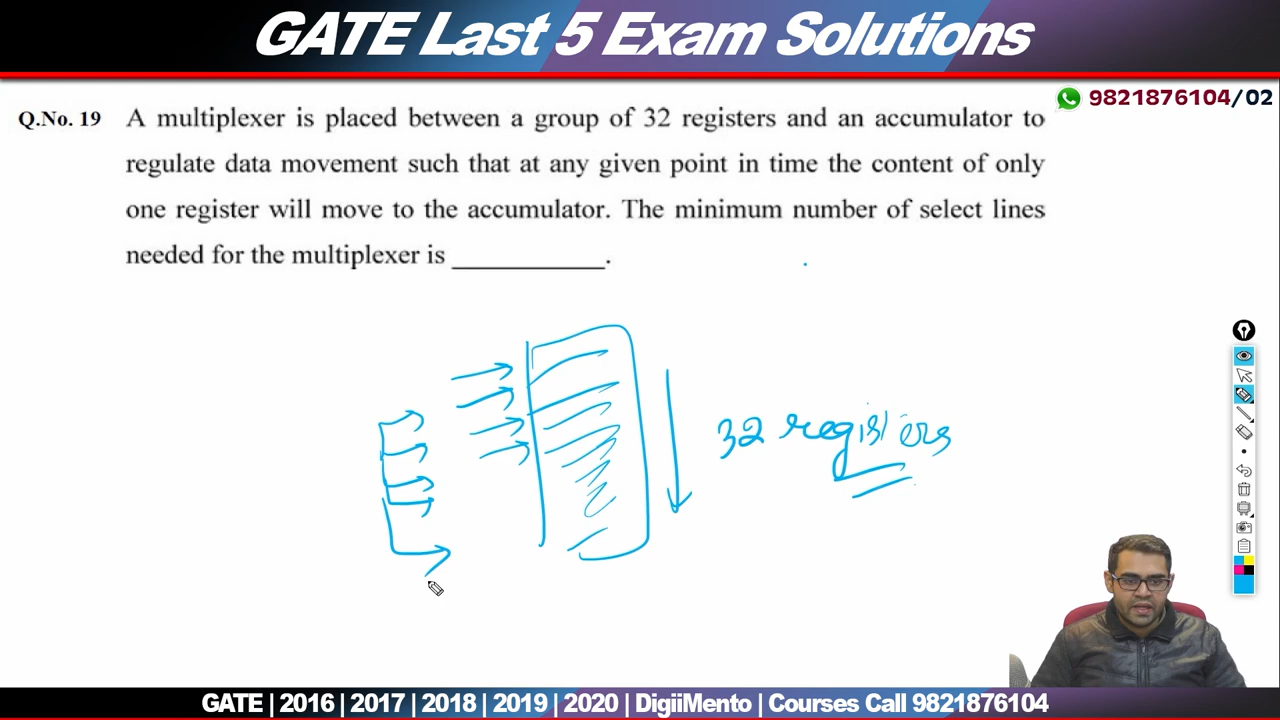 GATE Last 5 Exam Solutions
9821876104/02
Q.No. 19 A multiplexer is placed between a group of 32 registers and an accumulator to
regulate data movement such that at any given point in time the content of only
one register will move to the accumulator. The minimum number of select lines
needed for the multiplexer is ___________.
32 registers
GATE | 2016 | 2017 | 2018 | 2019 | 2020 | DigiiMento | Courses Call 9821876104